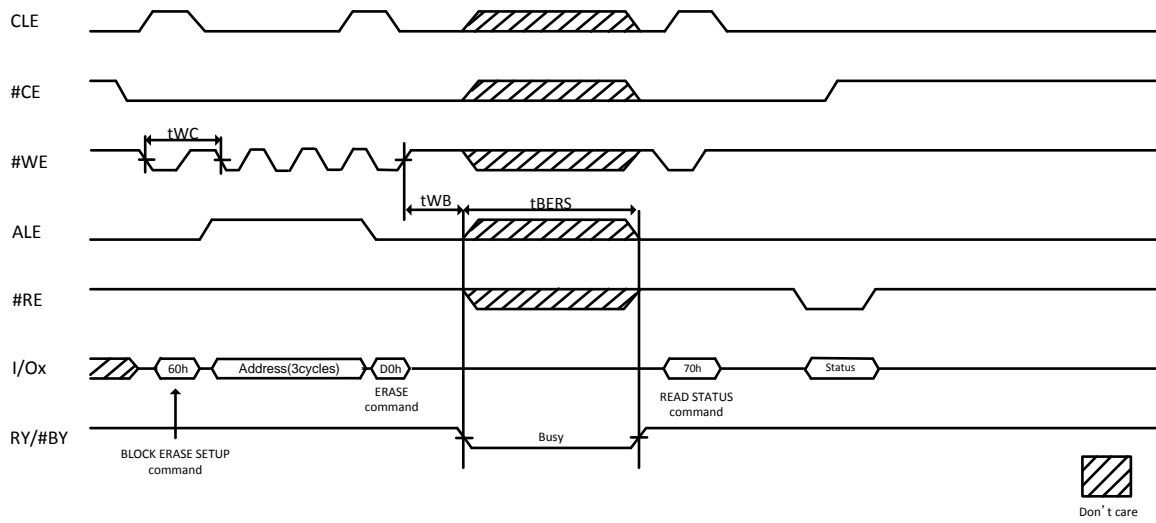 CLE
#CE
tWC
#WE
tWB
tBERS
ALE
#RE
I/Ox
60h
Address(3cycles)
D0h
70h
Status
ERASE
command
READ STATUS
command
RY/#BY
Busy
BLOCK ERASE SETUP
command
Don't care